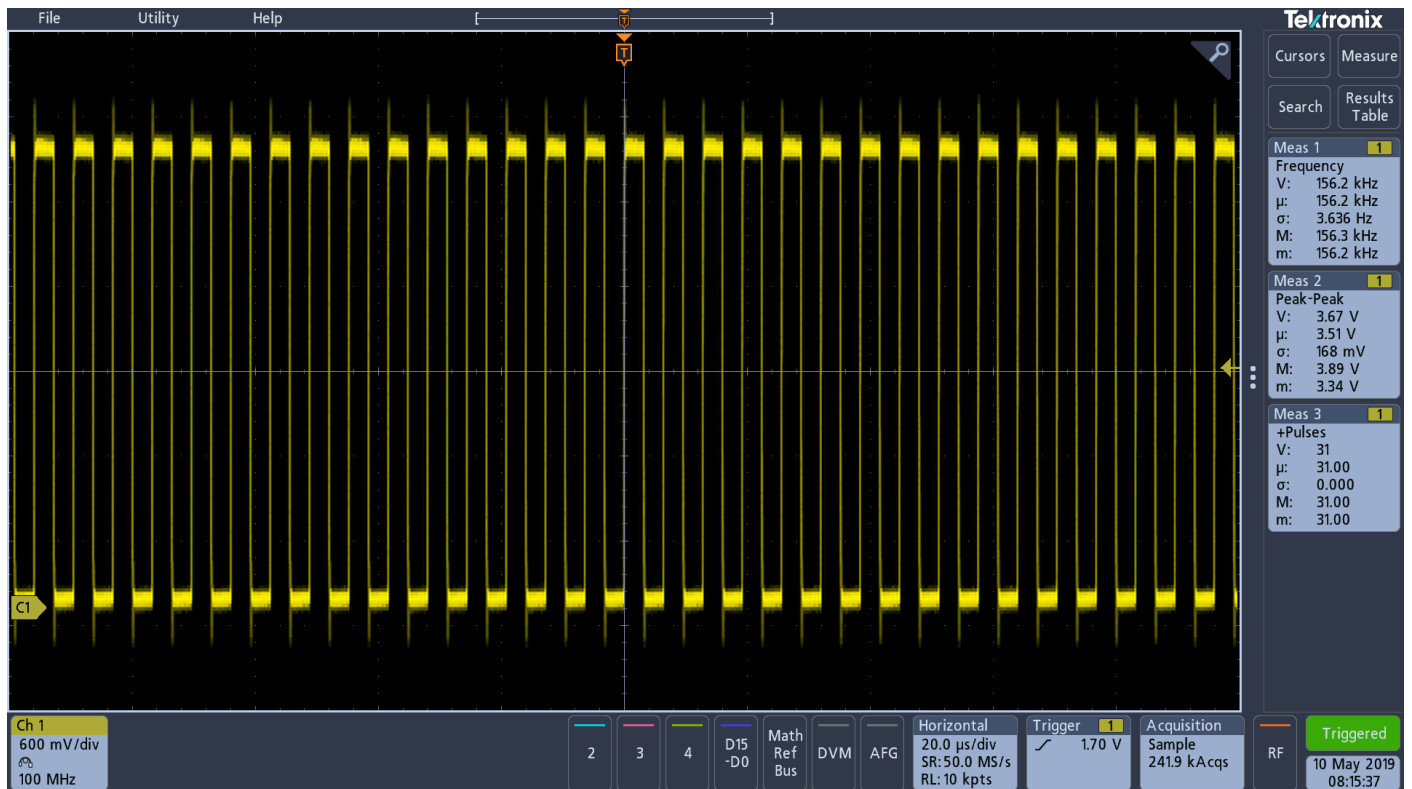 File Utility Help
Tektronix
T
T
Cursors Measure
Search Results Table
Meas 1 1
Frequency
V: 156.2 kHz
μ: 156.2 kHz
σ: 3.636 Hz
M: 156.3 kHz
m: 156.2 kHz
Meas 2 1
Peak-Peak
V: 3.67 V
μ: 3.51 V
σ: 168 mV
M: 3.89 V
m: 3.34 V
Meas 3 1
+Pulses
V: 31
μ: 31.00
σ: 0.000
M: 31.00
m: 31.00
C1
Ch 1
600 mV/div
100 MHz
2
3
4
D15
-D0
Math
Ref
Bus
DVM
AFG
Horizontal
20.0 μs/div
SR: 50.0 MS/s
RL: 10 kpts
Trigger 1
1.70 V
Acquisition
Sample
241.9 kAcqs
RF
Triggered
10 May 2019
08:15:37